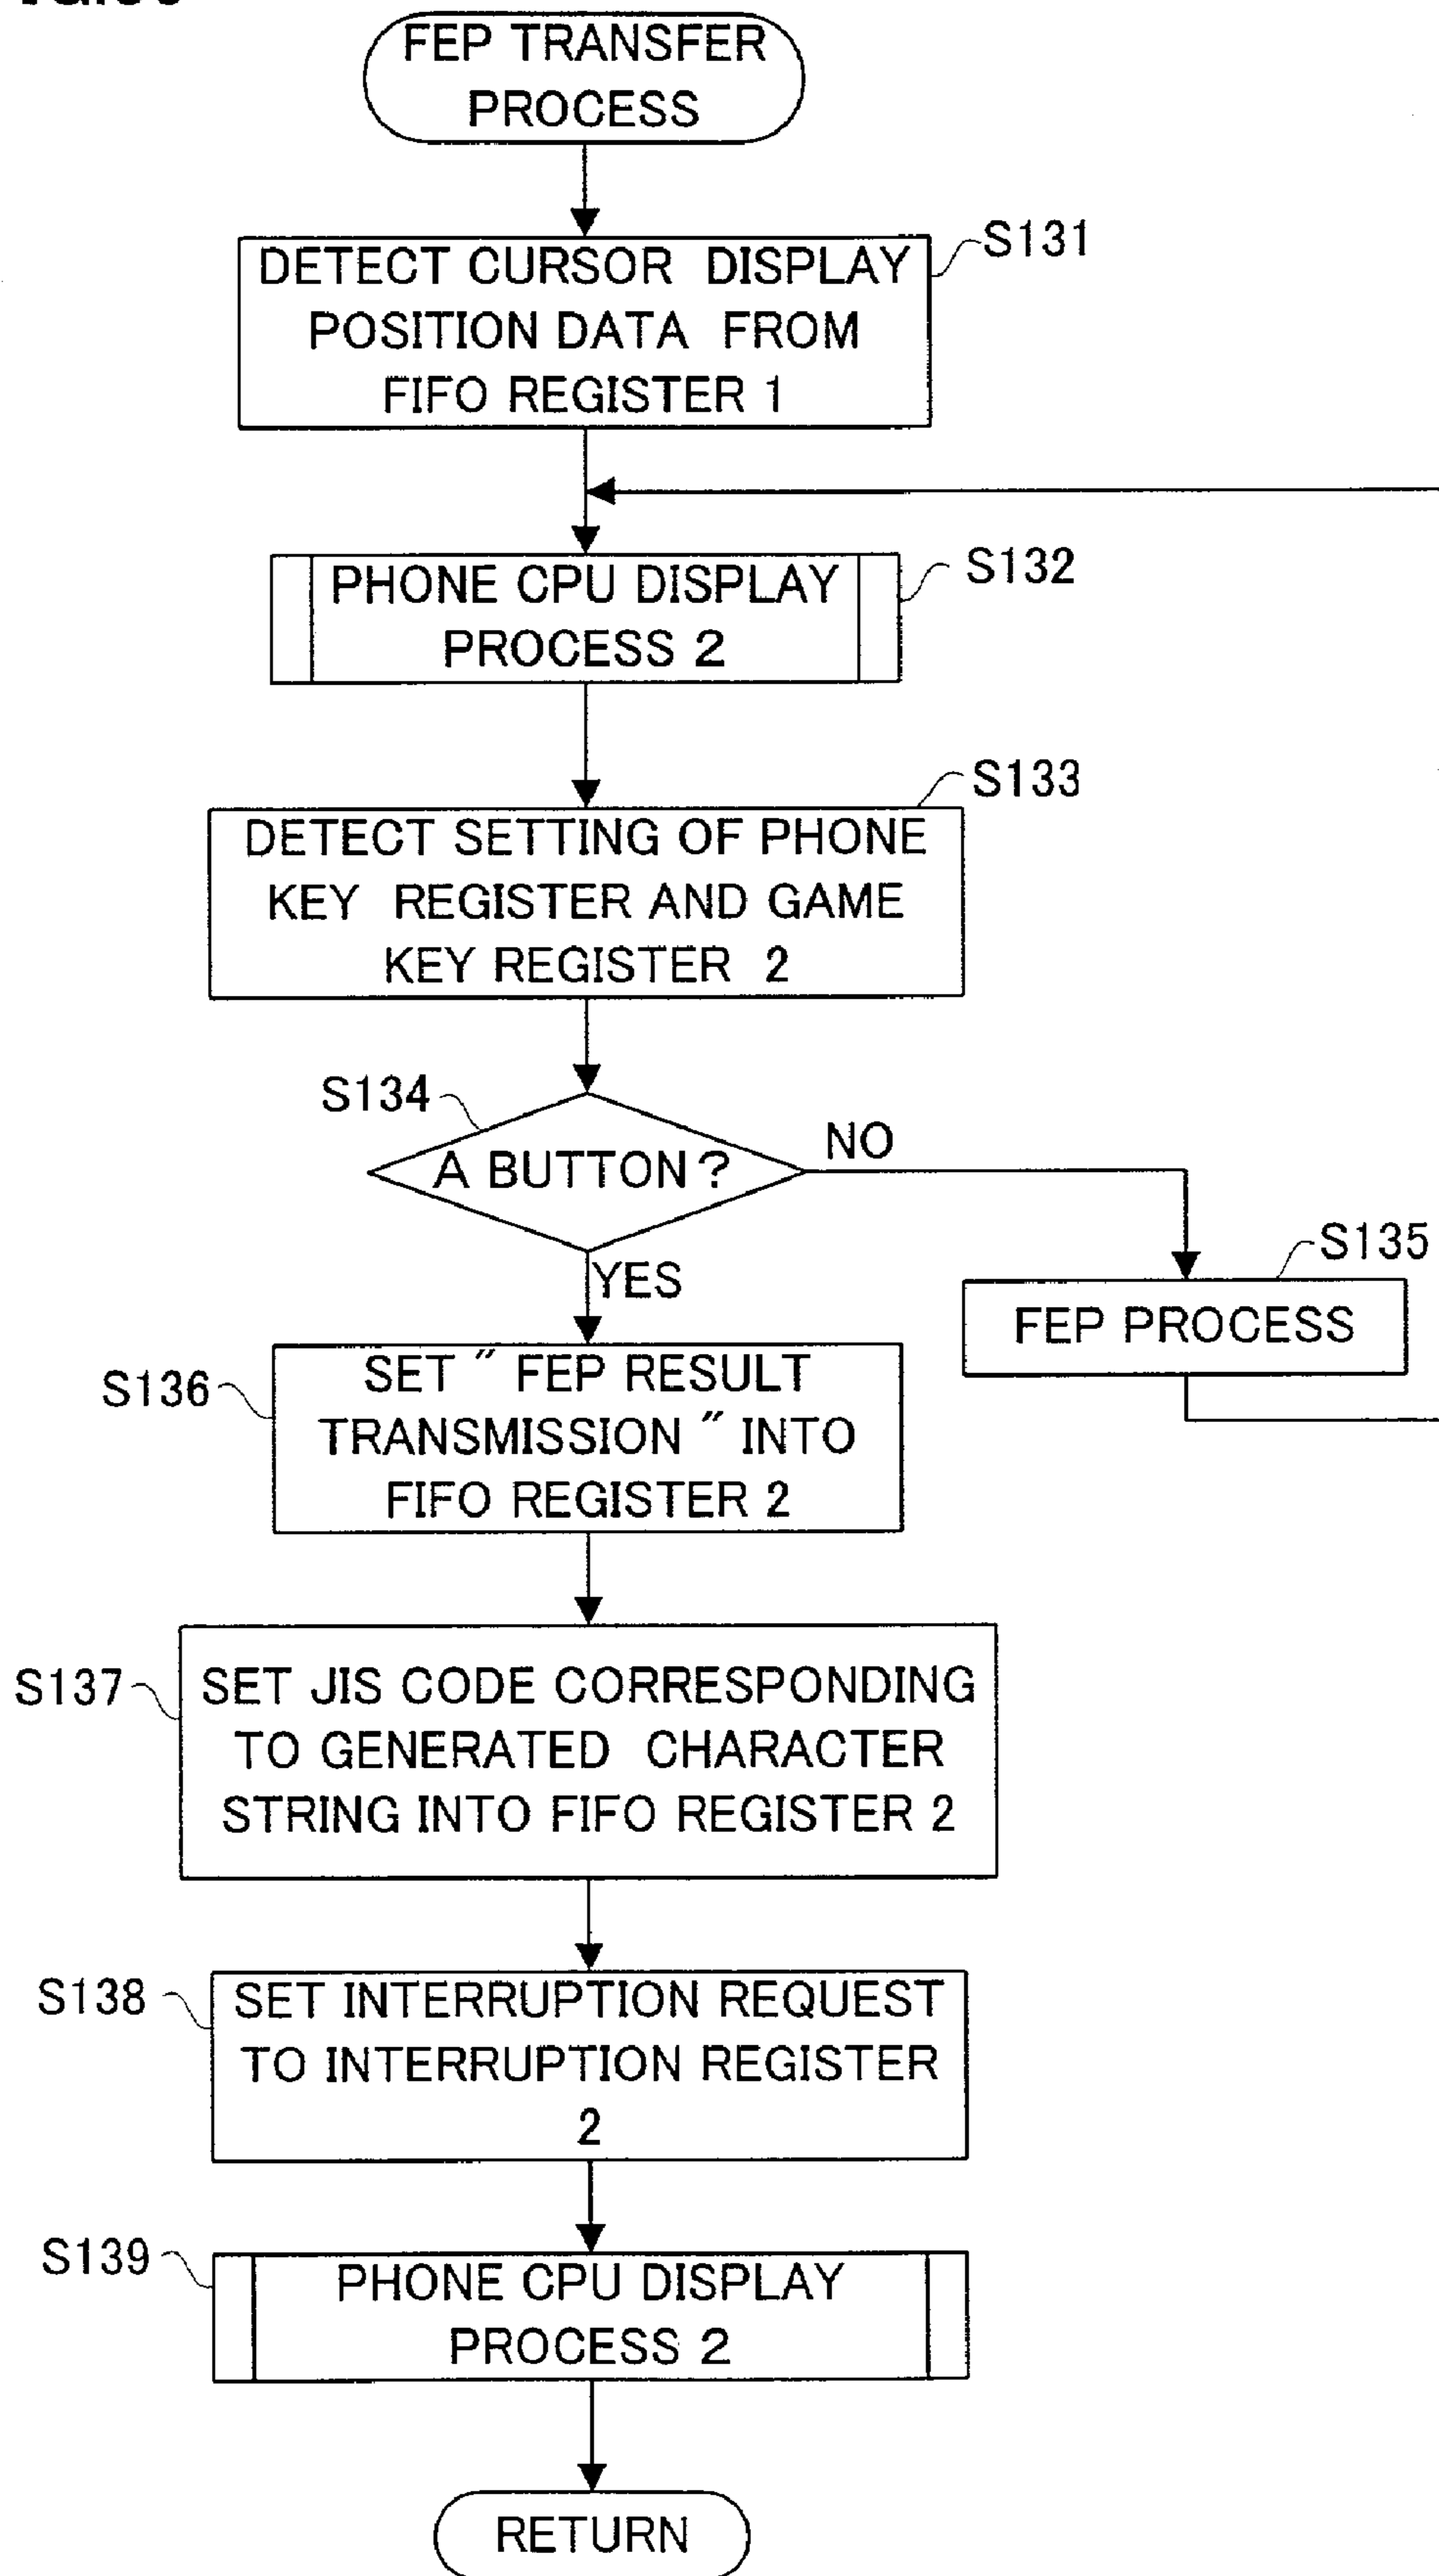 FEP TRANSFER
PROCESS
S131
DETECT CURSOR DISPLAY
POSITION DATA FROM
FIFO REGISTER 1
S132
PHONE CPU DISPLAY
PROCESS 2
S133
DETECT SETTING OF PHONE
KEY REGISTER AND GAME
KEY REGISTER 2
S134
A BUTTON?
NO
YES
S135
FEP PROCESS
S136
SET " FEP RESULT
TRANSMISSION " INTO
FIFO REGISTER 2
S137
SET JIS CODE CORRESPONDING
TO GENERATED CHARACTER
STRING INTO FIFO REGISTER 2
S138
SET INTERRUPTION REQUEST
TO INTERRUPTION REGISTER
2
S139
PHONE CPU DISPLAY
PROCESS 2
RETURN